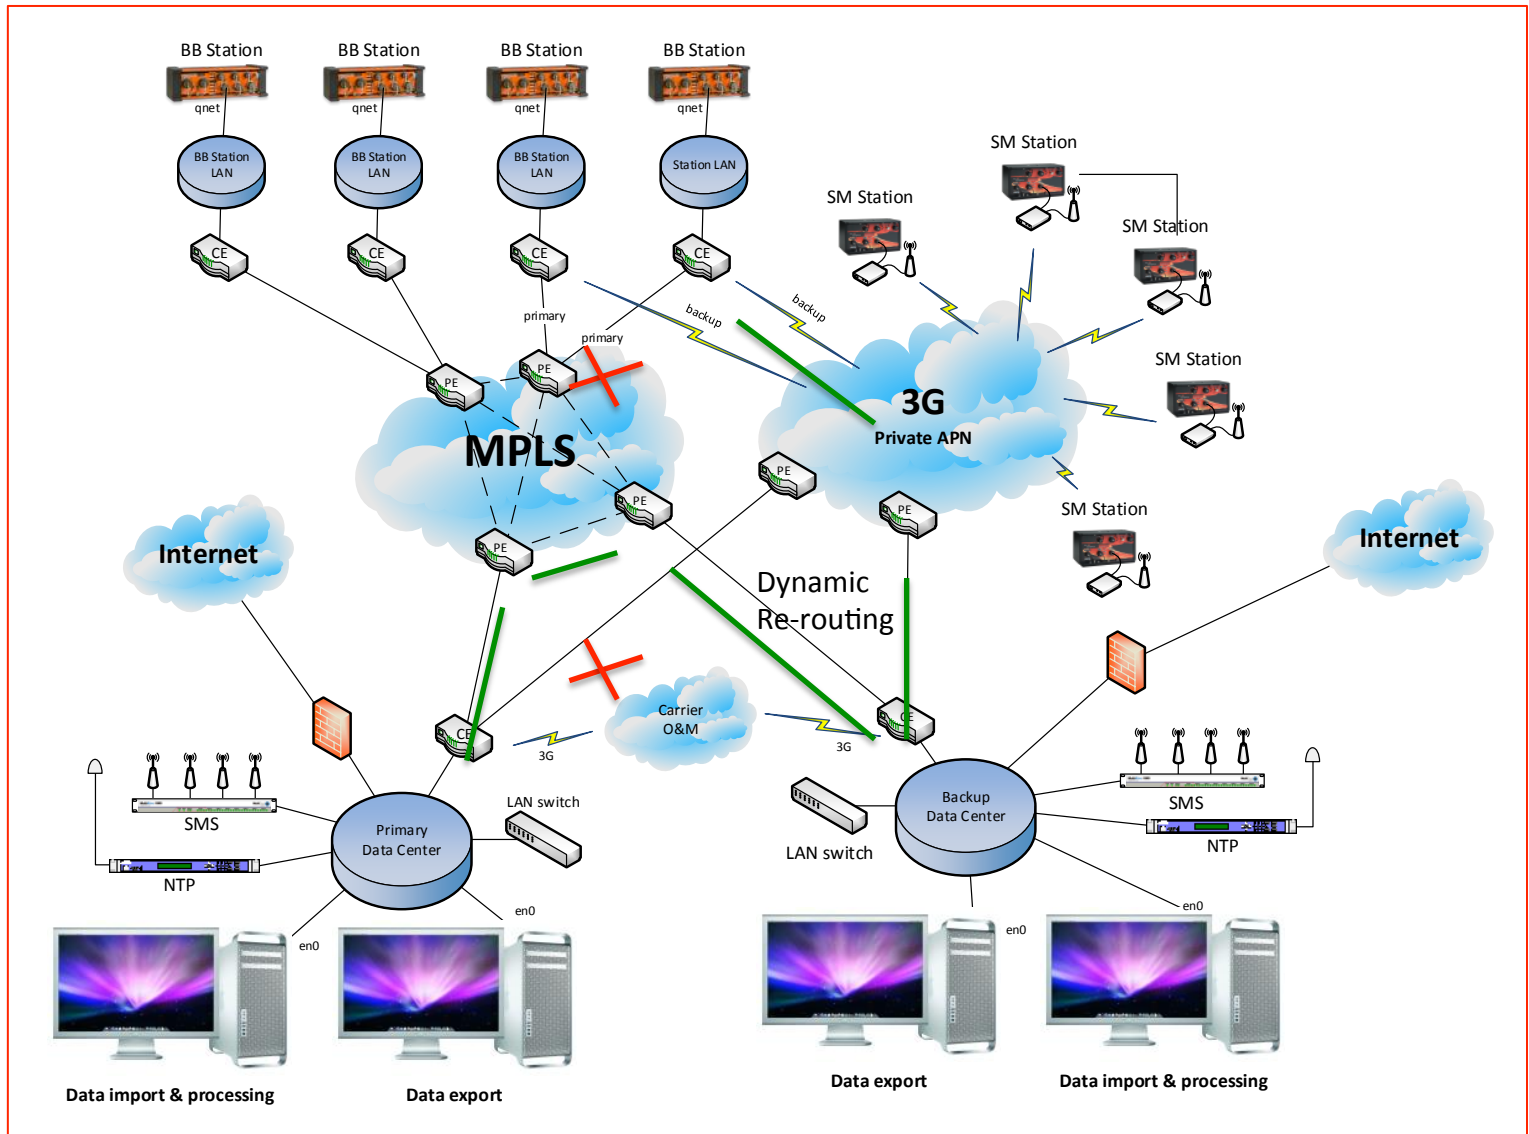 BB Station
BB Station
BB Station
BB Station
qnet
qnet
qnet
qnet
BB Station
LAN
BB Station
LAN
BB Station
LAN
Station LAN
CE
CE
CE
CE
SM Station
SM Station
SM Station
SM Station
SM Station
primary
primary
backup
backup
PE
PE
MPLS
3G
Private APN
PE
PE
PE
PE
Internet
Internet
Dynamic
Re-routing
Carrier
O&M
CE
CE
3G
3G
SMS
NTP
Primary
Data Center
LAN switch
Backup
Data Center
LAN switch
SMS
NTP
en0
en0
en0
en0
Data import & processing
Data export
Data export
Data import & processing